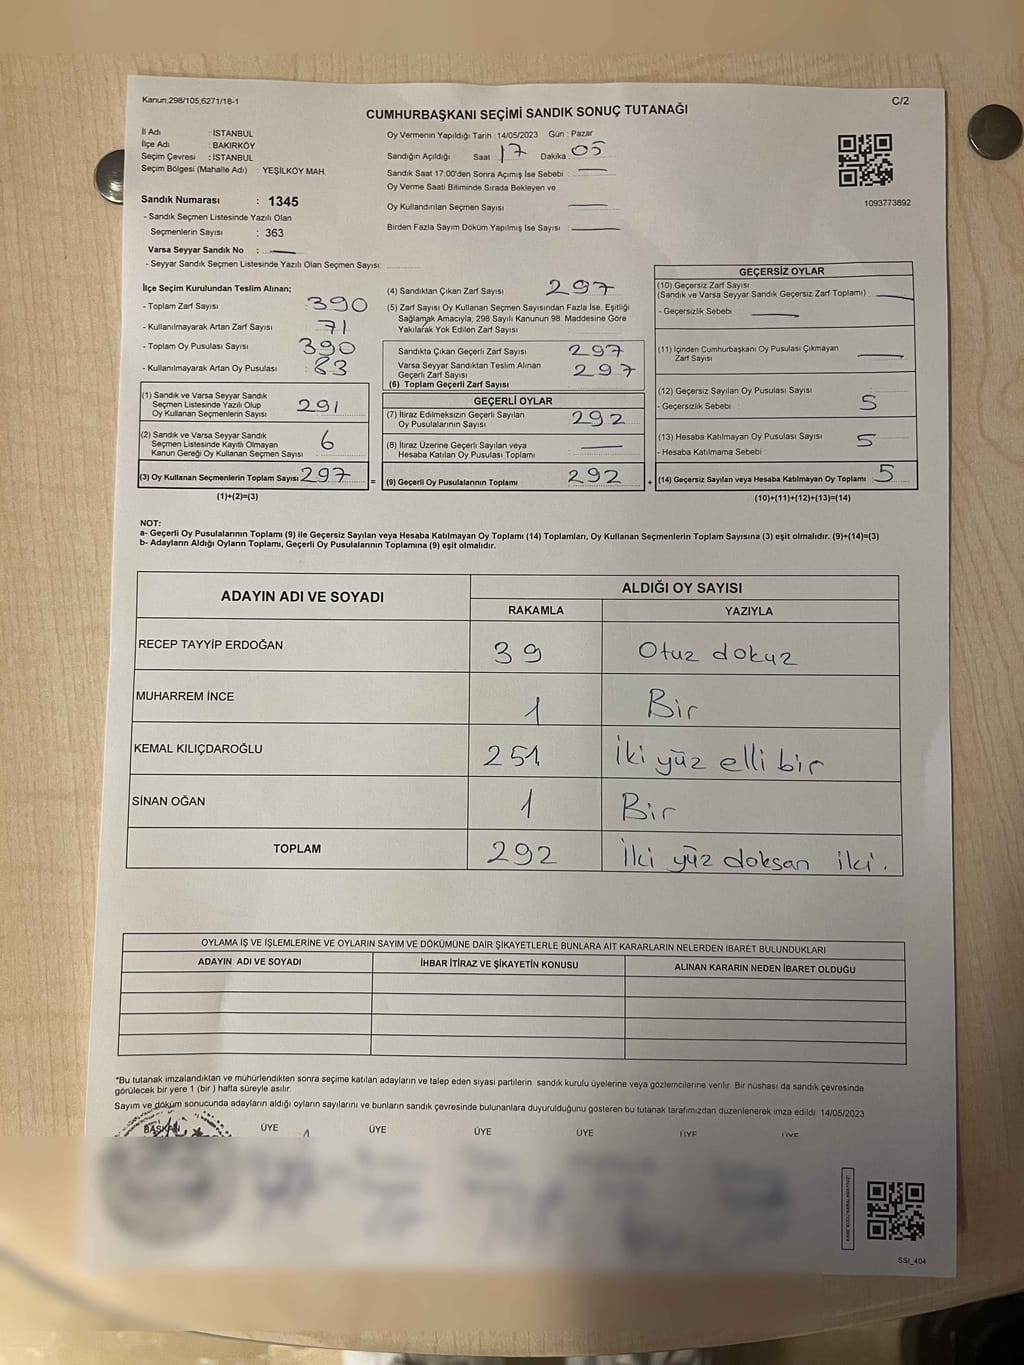 Kanun;298/105;6271/18-1
C/2
CUMHURBAŞKANI SEÇİMİ SANDIK SONUÇ TUTANAĞI
İl Adı : İSTANBUL
İlçe Adı : BAKIRKÖY
Seçim Çevresi : İSTANBUL
Seçim Bölgesi (Mahalle Adı) : YEŞİLKÖY MAH.
Sandık Numarası : 1345
- Sandık Seçmen Listesinde Yazılı Olan
Seçmenlerin Sayısı : 363
Varsa Seyyar Sandık No : —
- Seyyar Sandık Seçmen Listesinde Yazılı Olan Seçmen Sayısı:
Oy Vermenin Yapıldığı Tarih :14/05/2023 Gün : Pazar
Sandığın Açıldığı Saat : 17 Dakika : 05
Sandık Saat 17:00'den Sonra Açımış İse Sebebi : —
Oy Verme Saati Bitiminde Sırada Bekleyen ve
Oy Kullandırılan Seçmen Sayısı —
Birden Fazla Sayım Döküm Yapılmış İse Sayısı : —
1093773892
İlçe Seçim Kurulundan Teslim Alınan;
- Toplam Zarf Sayısı 390
- Kullanılmayarak Artan Zarf Sayısı 71
- Toplam Oy Pusulası Sayısı 390
- Kullanılmayarak Artan Oy Pusulası 83
(1) Sandık ve Varsa Seyyar Sandık
Seçmen Listesinde Yazılı Olup
Oy Kullanan Seçmenlerin Sayısı 291
(2) Sandık ve Varsa Seyyar Sandık
Seçmen Listesinde Kayıtlı Olmayan
Kanun Gereği Oy Kullanan Seçmen Sayısı 6
(3) Oy Kullanan Seçmenlerin Toplam Sayısı 297
(1)+(2)=(3)
(4) Sandıktan Çıkan Zarf Sayısı 297
(5) Zarf Sayısı Oy Kullanan Seçmen Sayısından Fazla İse, Eşitliği
Sağlamak Amacıyla; 298 Sayılı Kanunun 98. Maddesine Göre
Yakılarak Yok Edilen Zarf Sayısı
Sandıkta Çıkan Geçerli Zarf Sayısı 297
Varsa Seyyar Sandıktan Teslim Alınan
Geçerli Zarf Sayısı 297
(6) Toplam Geçerli Zarf Sayısı
GEÇERLİ OYLAR
(7) İtiraz Edilmeksizin Geçerli Sayılan
Oy Pusulalarının Sayısı 292
(8) İtiraz Üzerine Geçerli Sayılan veya
Hesaba Katılan Oy Pusulası Toplamı —
= (9) Geçerli Oy Pusulalarının Toplamı 292
GEÇERSİZ OYLAR
(10) Geçersiz Zarf Sayısı
(Sandık ve Varsa Seyyar Sandık Geçersiz Zarf Toplamı) : —
- Geçersizlik Sebebi : —
(11) İçinden Cumhurbaşkanı Oy Pusulası Çıkmayan
Zarf Sayısı —
(12) Geçersiz Sayılan Oy Pusulası Sayısı
- Geçersizlik Sebebi : 5
(13) Hesaba Katılmayan Oy Pusulası Sayısı 5
- Hesaba Katılmama Sebebi :
+ (14) Geçersiz Sayılan veya Hesaba Katılmayan Oy Toplamı 5
(10)+(11)+(12)+(13)=(14)
NOT:
a- Geçerli Oy Pusulalarının Toplamı (9) ile Geçersiz Sayılan veya Hesaba Katılmayan Oy Toplamı (14) Toplamları, Oy Kullanan Seçmenlerin Toplam Sayısına (3) eşit olmalıdır. (9)+(14)=(3)
b- Adayların Aldığı Oyların Toplamı, Geçerli Oy Pusulalarının Toplamına (9) eşit olmalıdır.
ADAYIN ADI VE SOYADI ALDIĞI OY SAYISI
RAKAMLA YAZIYLA
RECEP TAYYİP ERDOĞAN 39 Otuz dokuz
MUHARREM İNCE 1 Bir
KEMAL KILIÇDAROĞLU 251 İki yüz elli bir
SİNAN OĞAN 1 Bir
TOPLAM 292 İki yüz doksan iki.
OYLAMA İŞ VE İŞLEMLERİNE VE OYLARIN SAYIM VE DÖKÜMÜNE DAİR ŞİKAYETLERLE BUNLARA AİT KARARLARIN NELERDEN İBARET BULUNDUKLARI
ADAYIN ADI VE SOYADI İHBAR İTİRAZ VE ŞİKAYETİN KONUSU ALINAN KARARIN NEDEN İBARET OLDUĞU
*Bu tutanak imzalandıktan ve mühürlendikten sonra seçime katılan adayların ve talep eden siyasi partilerin sandık kurulu üyelerine veya gözlemcilerine verilir. Bir nüshası da sandık çevresinde
görülecek bir yere 1 (bir ) hafta süreyle asılır.
Sayım ve döküm sonucunda adayların aldığı oyların sayılarını ve bunların sandık çevresinde bulunanlara duyurulduğunu gösteren bu tutanak tarafımızdan düzenlenerek imza edildi. 14/05/2023
BAŞKAN ÜYE ÜYE ÜYE ÜYE ÜYE ÜYE
SSI_404